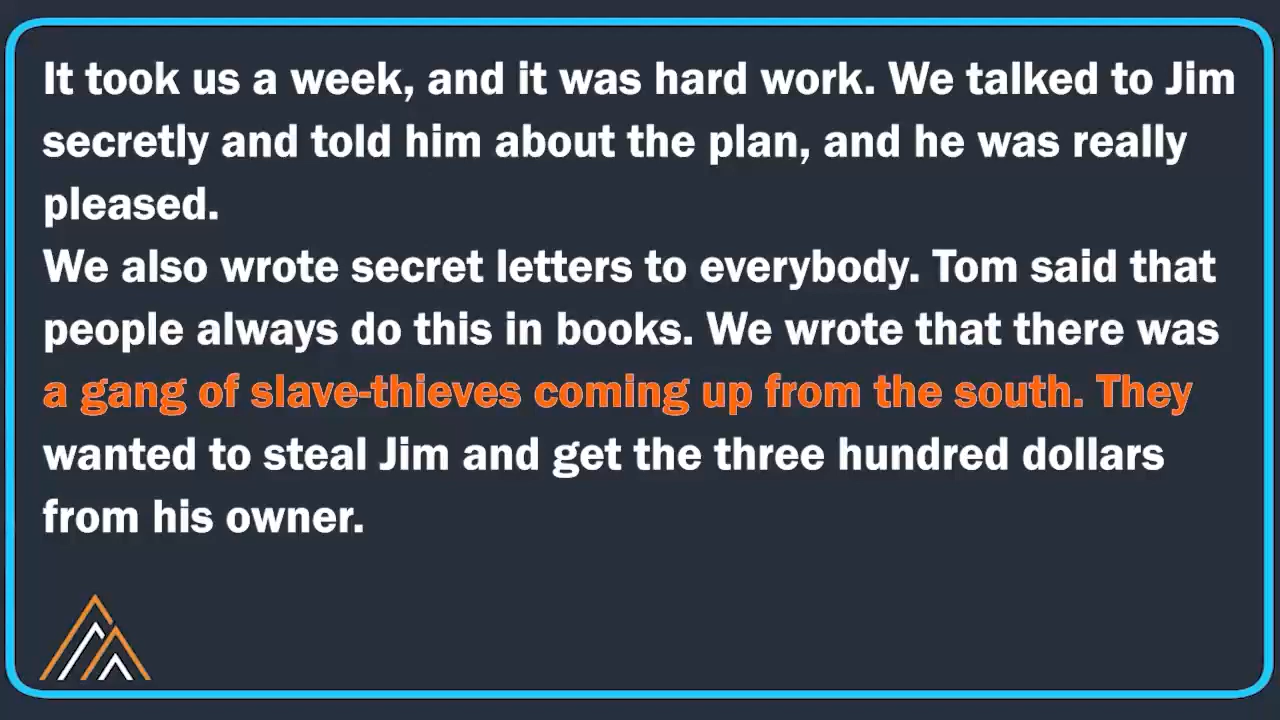 It took us a week, and it was hard work. We talked to Jim
secretly and told him about the plan, and he was really
pleased.
We also wrote secret letters to everybody. Tom said that
people always do this in books. We wrote that there was
a gang of slave-thieves coming up from the south. They
wanted to steal Jim and get the three hundred dollars
from his owner.